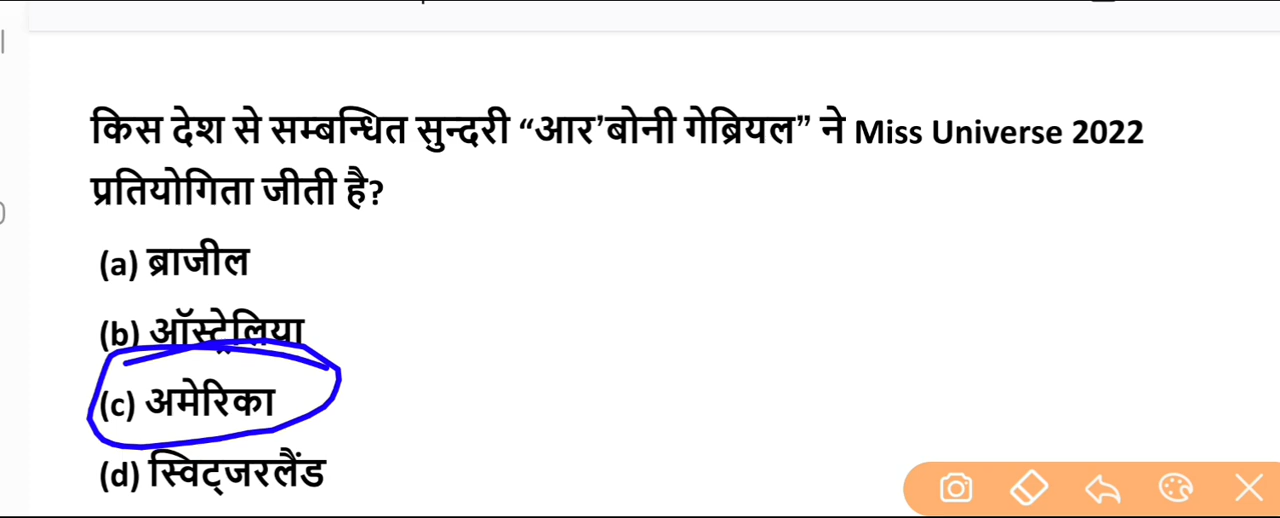 किस देश से सम्बन्धित सुन्दरी “आर’बोनी गेब्रियल” ने Miss Universe 2022
प्रतियोगिता जीती है?
(a) ब्राजील
(b) ऑस्ट्रेलिया
(c) अमेरिका
(d) स्विट्जरलैंड